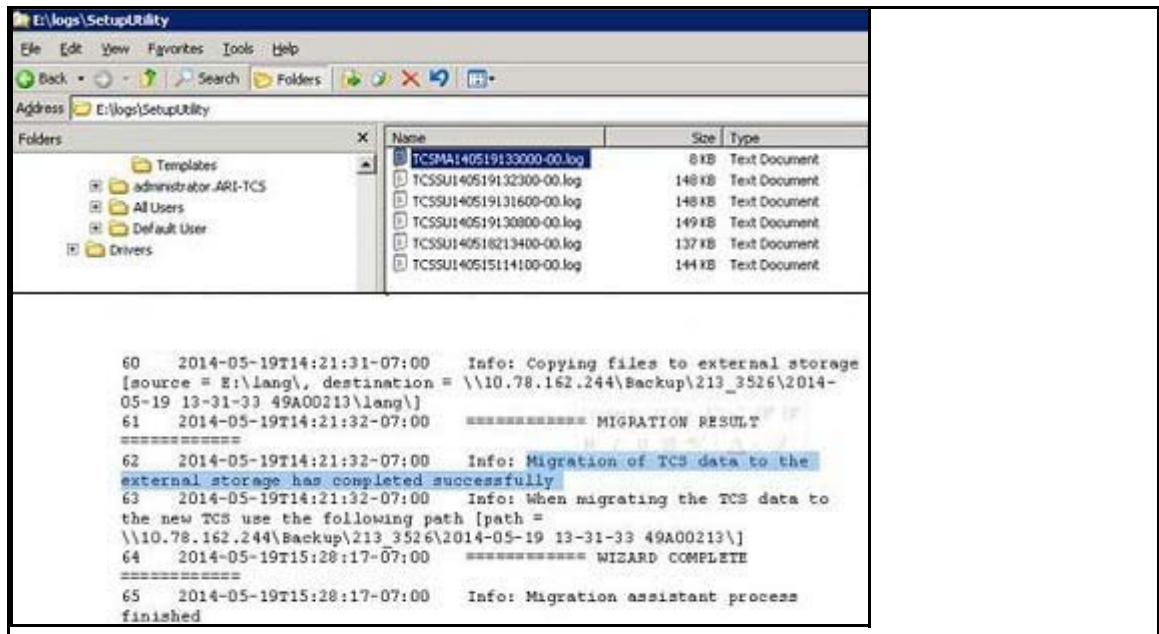 E:\logs\SetupUtility
File Edit View Favorites Tools Help
Back Search Folders
Address E:\logs\SetupUtility
Folders x Name Size Type
Templates
administrator.ARI-TCS
All Users
Default User
Drivers
TCSMA140519133000-00.log 8 KB Text Document
TCSSU140519132300-00.log 148 KB Text Document
TCSSU140519131600-00.log 148 KB Text Document
TCSSU140519130800-00.log 149 KB Text Document
TCSSU140518213400-00.log 137 KB Text Document
TCSSU140515114100-00.log 144 KB Text Document
60 2014-05-19T14:21:31-07:00 Info: Copying files to external storage
[source = E:\lang\, destination = \\10.78.162.244\Backup\213_3526\2014-
05-19 13-31-33 49A00213\lang\]
61 2014-05-19T14:21:32-07:00 ============ MIGRATION RESULT
============
62 2014-05-19T14:21:32-07:00 Info: Migration of TCS data to the
external storage has completed successfully
63 2014-05-19T14:21:32-07:00 Info: When migrating the TCS data to
the new TCS use the following path [path =
\\10.78.162.244\Backup\213_3526\2014-05-19 13-31-33 49A00213\]
64 2014-05-19T15:28:17-07:00 ============ WIZARD COMPLETE
============
65 2014-05-19T15:28:17-07:00 Info: Migration assistant process
finished